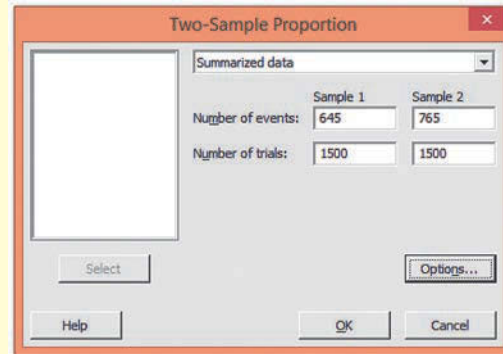 Two-Sample Proportion
Summarized data
Sample 1 Sample 2
Number of events: 645 765
Number of trials: 1500 1500
Select Options...
Help OK Cancel